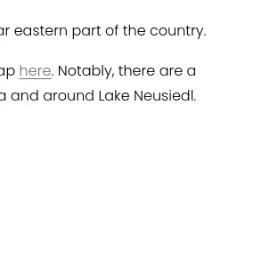 ar eastern part of the country.
ap here. Notably, there are a
a and around Lake Neusiedl.